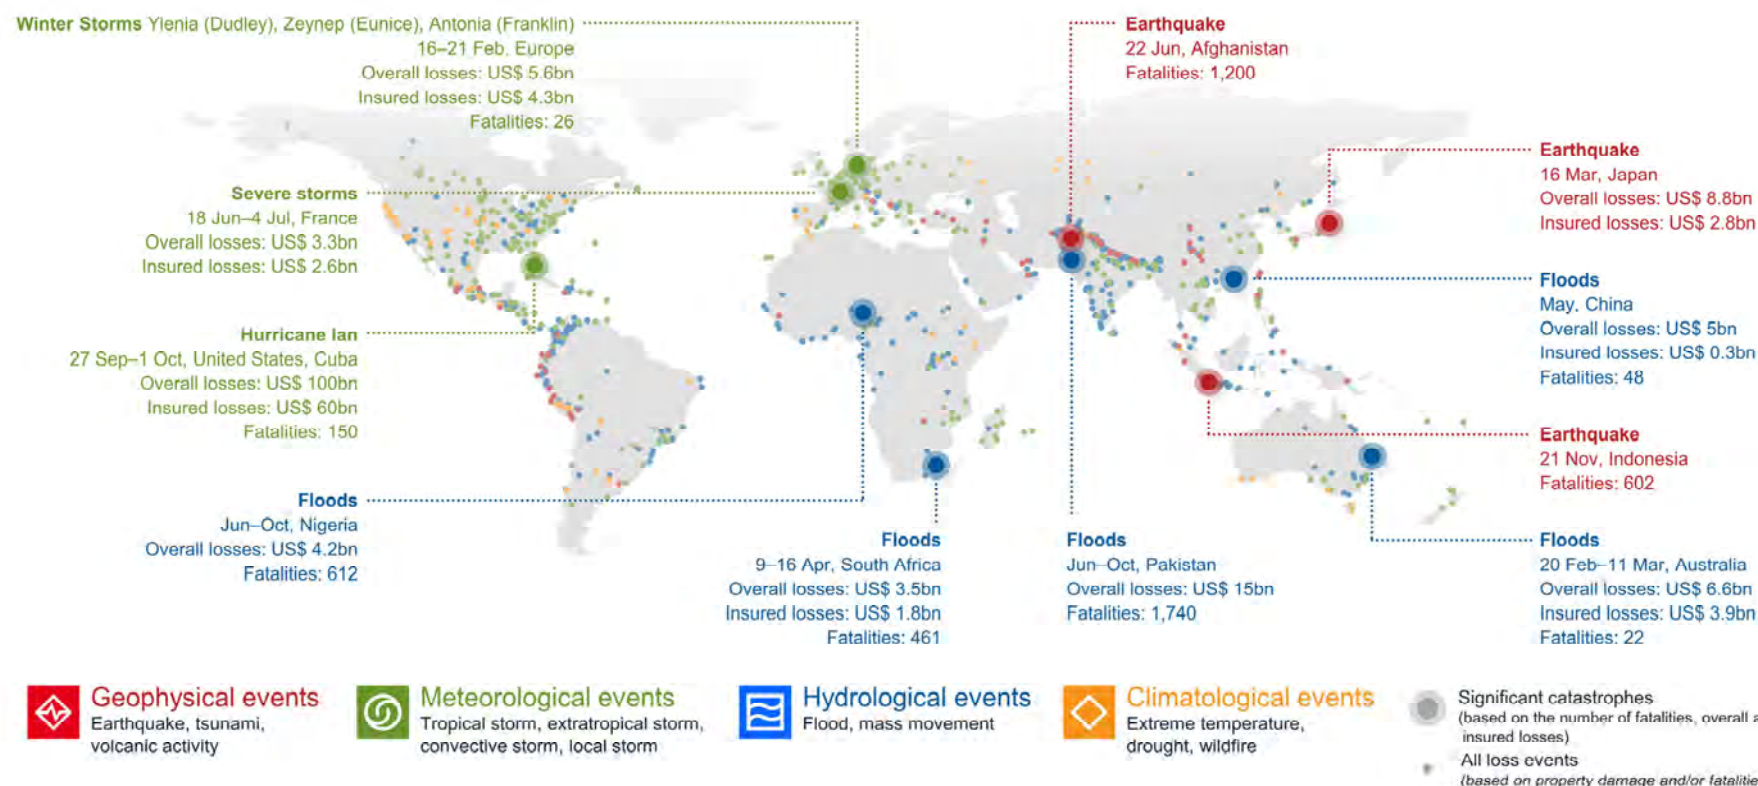 Winter Storms Ylenia (Dudley), Zeynep (Eunice), Antonia (Franklin)
16–21 Feb, Europe
Overall losses: US$ 5.6bn
Insured losses: US$ 4.3bn
Fatalities: 26
Severe storms
18 Jun–4 Jul, France
Overall losses: US$ 3.3bn
Insured losses: US$ 2.6bn
Hurricane Ian
27 Sep–1 Oct, United States, Cuba
Overall losses: US$ 100bn
Insured losses: US$ 60bn
Fatalities: 150
Floods
Jun–Oct, Nigeria
Overall losses: US$ 4.2bn
Fatalities: 612
Floods
9–16 Apr, South Africa
Overall losses: US$ 3.5bn
Insured losses: US$ 1.8bn
Fatalities: 461
Floods
Jun–Oct, Pakistan
Overall losses: US$ 15bn
Fatalities: 1,740
Earthquake
22 Jun, Afghanistan
Fatalities: 1,200
Earthquake
16 Mar, Japan
Overall losses: US$ 8.8bn
Insured losses: US$ 2.8bn
Floods
May, China
Overall losses: US$ 5bn
Insured losses: US$ 0.3bn
Fatalities: 48
Earthquake
21 Nov, Indonesia
Fatalities: 602
Floods
20 Feb–11 Mar, Australia
Overall losses: US$ 6.6bn
Insured losses: US$ 3.9bn
Fatalities: 22
Geophysical events
Earthquake, tsunami,
volcanic activity
Meteorological events
Tropical storm, extratropical storm,
convective storm, local storm
Hydrological events
Flood, mass movement
Climatological events
Extreme temperature,
drought, wildfire
Significant catastrophes
(based on the number of fatalities, overall a
insured losses)
All loss events
(based on property damage and/or fatalitie